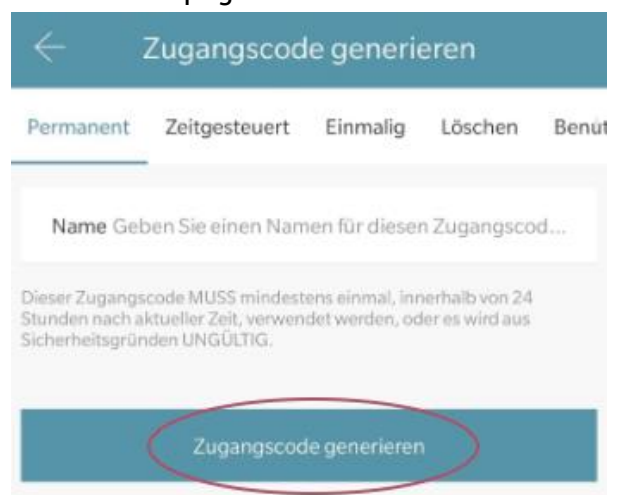 Zugangscode generieren
Permanent Zeitgesteuert Einmalig Löschen Benut
Name Geben Sie einen Namen für diesen Zugangscod...
Dieser Zugangscode MUSS mindestens einmal, innerhalb von 24
Stunden nach aktueller Zeit, verwendet werden, oder es wird aus
Sicherheitsgründen UNGÜLTIG.
Zugangscode generieren